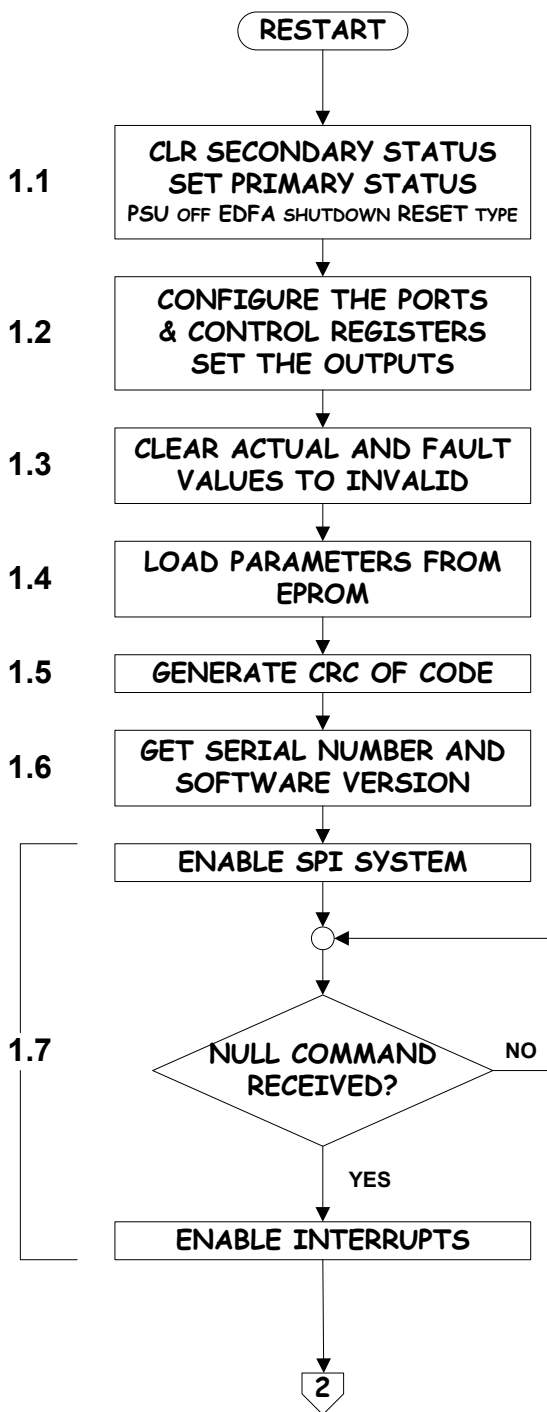 RESTART
1.1
CLR SECONDARY STATUS
SET PRIMARY STATUS
PSU OFF EDFA SHUTDOWN RESET TYPE
1.2
CONFIGURE THE PORTS
& CONTROL REGISTERS
SET THE OUTPUTS
1.3
CLEAR ACTUAL AND FAULT
VALUES TO INVALID
1.4
LOAD PARAMETERS FROM
EPROM
1.5
GENERATE CRC OF CODE
1.6
GET SERIAL NUMBER AND
SOFTWARE VERSION
ENABLE SPI SYSTEM
1.7
NULL COMMAND
RECEIVED?
NO
YES
ENABLE INTERRUPTS
2